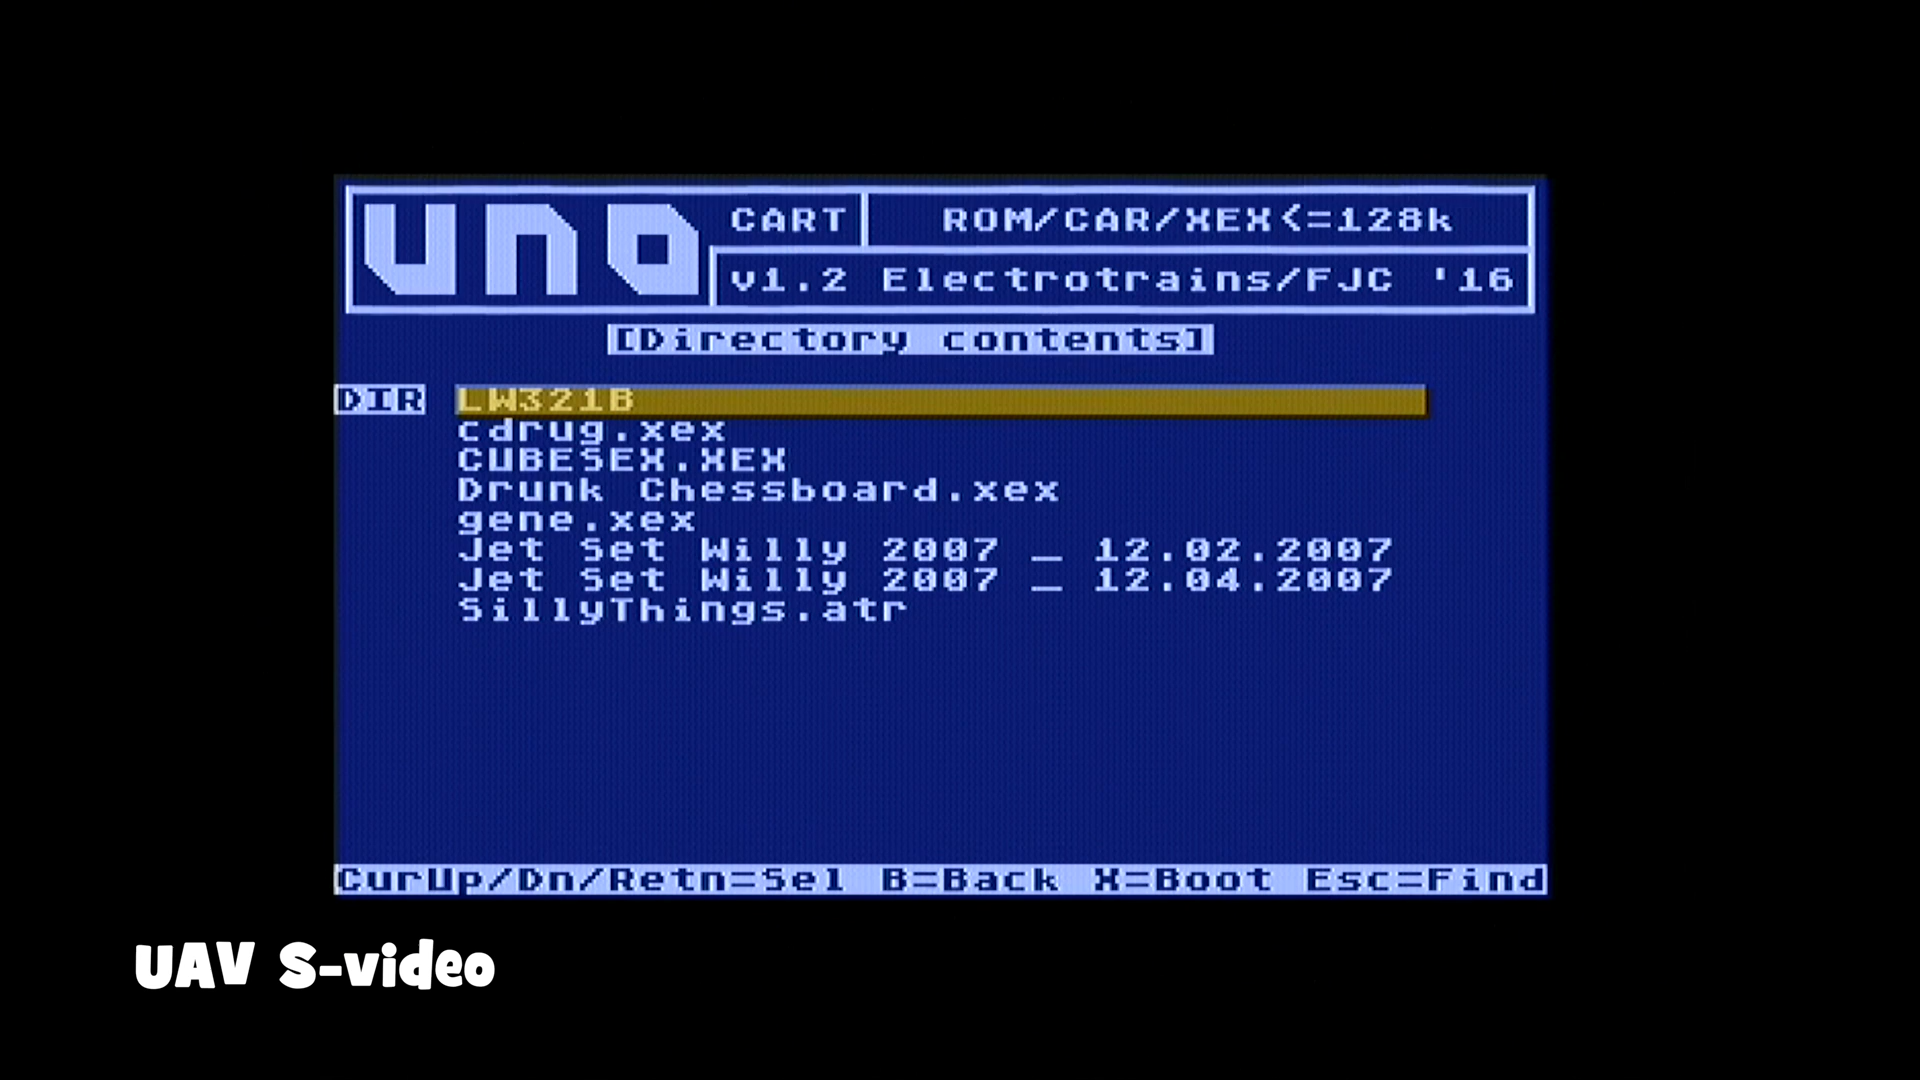 uno CART ROM/CAR/XEX<=128k
v1.2 Electrotrains/FJC '16
[Directory contents]
DIR LW321B
cdrug.xex
CUBESEX.XEX
Drunk Chessboard.xex
gene.xex
Jet Set Willy 2007 _ 12.02.2007
Jet Set Willy 2007 _ 12.04.2007
SillyThings.atr
CurUp/Dn/Retn=Sel B=Back X=Boot Esc=Find
UAV S-video